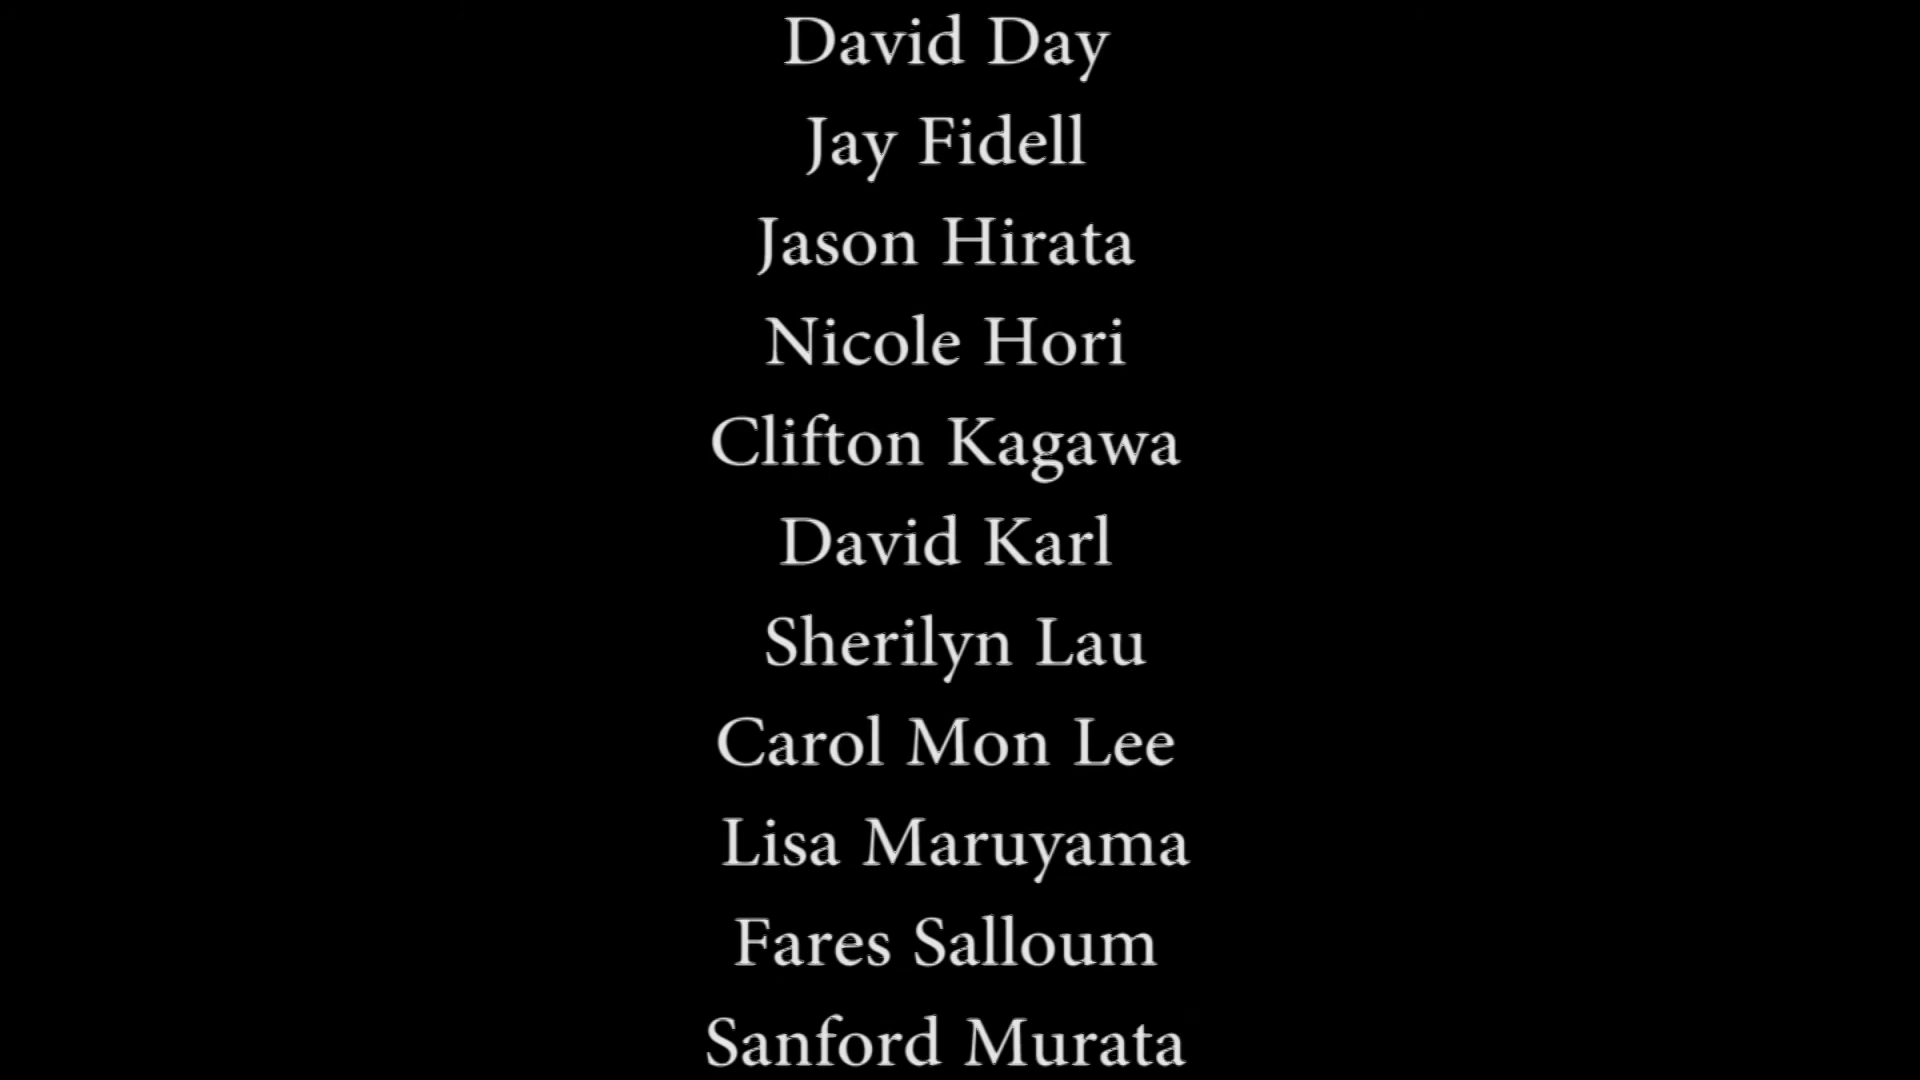 David Day
Jay Fidell
Jason Hirata
Nicole Hori
Clifton Kagawa
David Karl
Sherilyn Lau
Carol Mon Lee
Lisa Maruyama
Fares Salloum
Sanford Murata